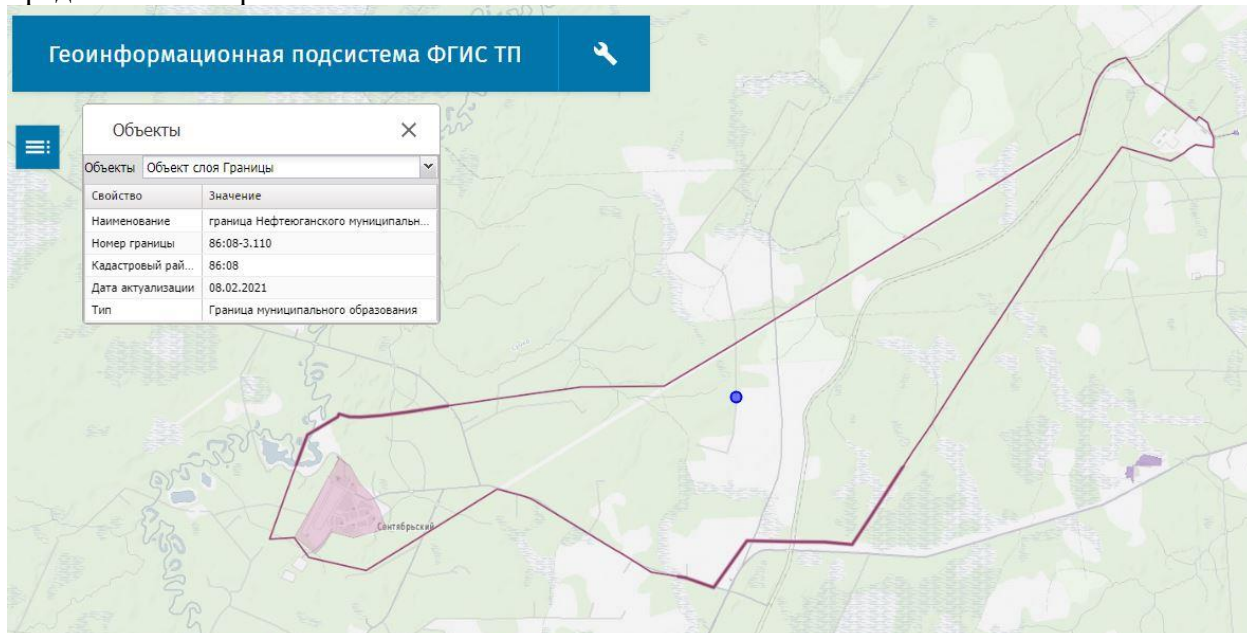 Геоинформационная подсистема ФГИС ТП
Объекты
Объекты Объект слоя Границы
Свойство Значение
Наименование граница Нефтеюганского муниципальн...
Номер границы 86:08-3.110
Кадастровый рай... 86:08
Дата актуализации 08.02.2021
Тип Граница муниципального образования
Сентябрьский